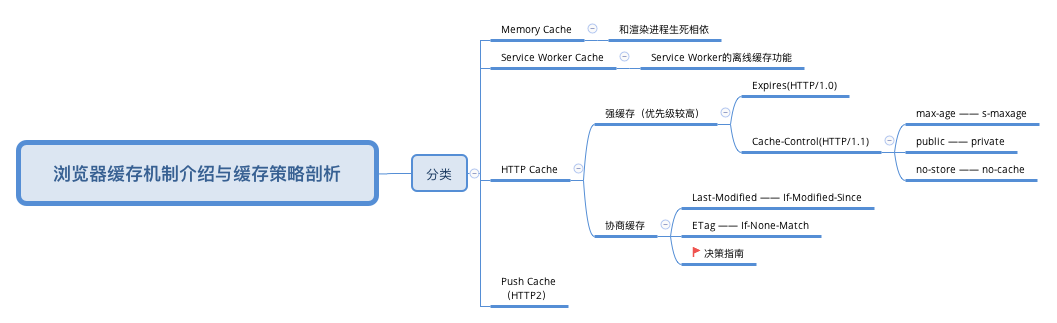 浏览器缓存机制介绍与缓存策略剖析
分类
Memory Cache
和渲染进程生死相依
Service Worker Cache
Service Worker的离线缓存功能
HTTP Cache
强缓存（优先级较高）
Expires(HTTP/1.0)
Cache-Control(HTTP/1.1)
max-age —— s-maxage
public —— private
no-store —— no-cache
协商缓存
Last-Modified —— If-Modified-Since
ETag —— If-None-Match
决策指南
Push Cache
（HTTP2）